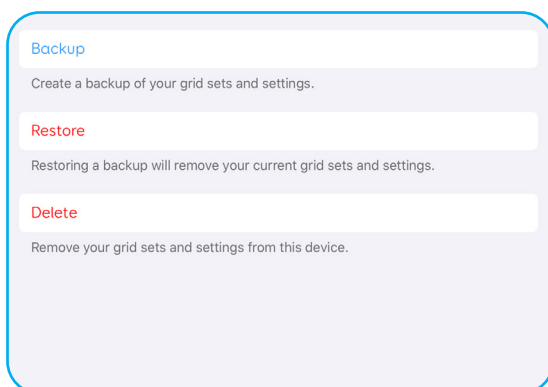 Backup
Create a backup of your grid sets and settings.
Restore
Restoring a backup will remove your current grid sets and settings.
Delete
Remove your grid sets and settings from this device.